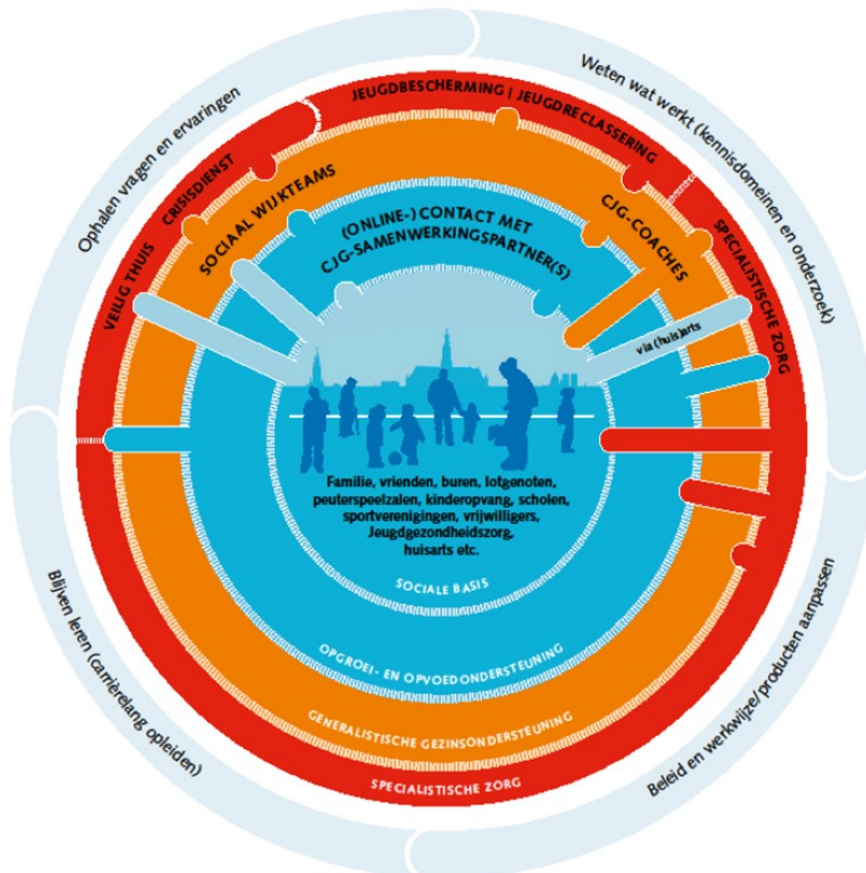 Ophalen vragen en ervaringen
Weten wat werkt (kennisdomeinen en onderzoek)
JEUGDBESCHERMING | JEUGDRECLASSERING
VEILIG THUIS
CRISISDIENST
SPECIALISTISCHE ZORG
SOCIAAL WIJKTEAMS
CJG-COACHES
(ONLINE-) CONTACT MET
CJG-SAMENWERKINGSPARTNER(S)
via (huis)arts
Familie, vrienden, buren, lotgenoten,
peuterspeelzalen, kinderopvang, scholen,
sportverenigingen, vrijwilligers,
Jeugdgezondheidszorg,
huisarts etc.
SOCIALE BASIS
OPGROEI- EN OPVOEDONDERSTEUNING
GENERALISTISCHE GEZINSONDERSTEUNING
SPECIALISTISCHE ZORG
Blijven leren (carrièrelang opleiden)
Beleid en werkwijze/producten aanpassen